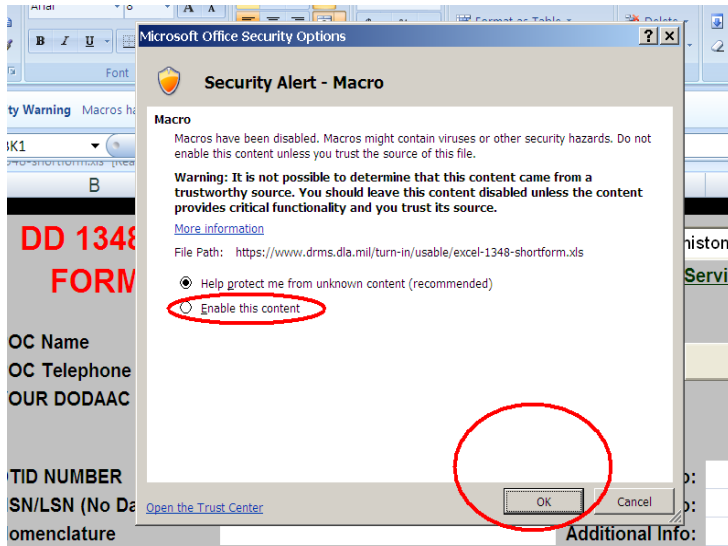 Arial 8 A A Format as Table Delete
B I U
Microsoft Office Security Options ? X
Font
Security Alert - Macro
ty Warning Macros ha
Macro
Macros have been disabled. Macros might contain viruses or other security hazards. Do not
enable this content unless you trust the source of this file.
Warning: It is not possible to determine that this content came from a
trustworthy source. You should leave this content disabled unless the content
provides critical functionality and you trust its source.
More information
File Path: https://www.drms.dla.mil/turn-in/usable/excel-1348-shortform.xls
Help protect me from unknown content (recommended)
Enable this content
K1
B
DD 1348
FORM
niston
Servi
OC Name
OC Telephone
OUR DODAAC
TID NUMBER
SN/LSN (No Da
omenclature
o:
o:
Additional Info:
Open the Trust Center
OK Cancel